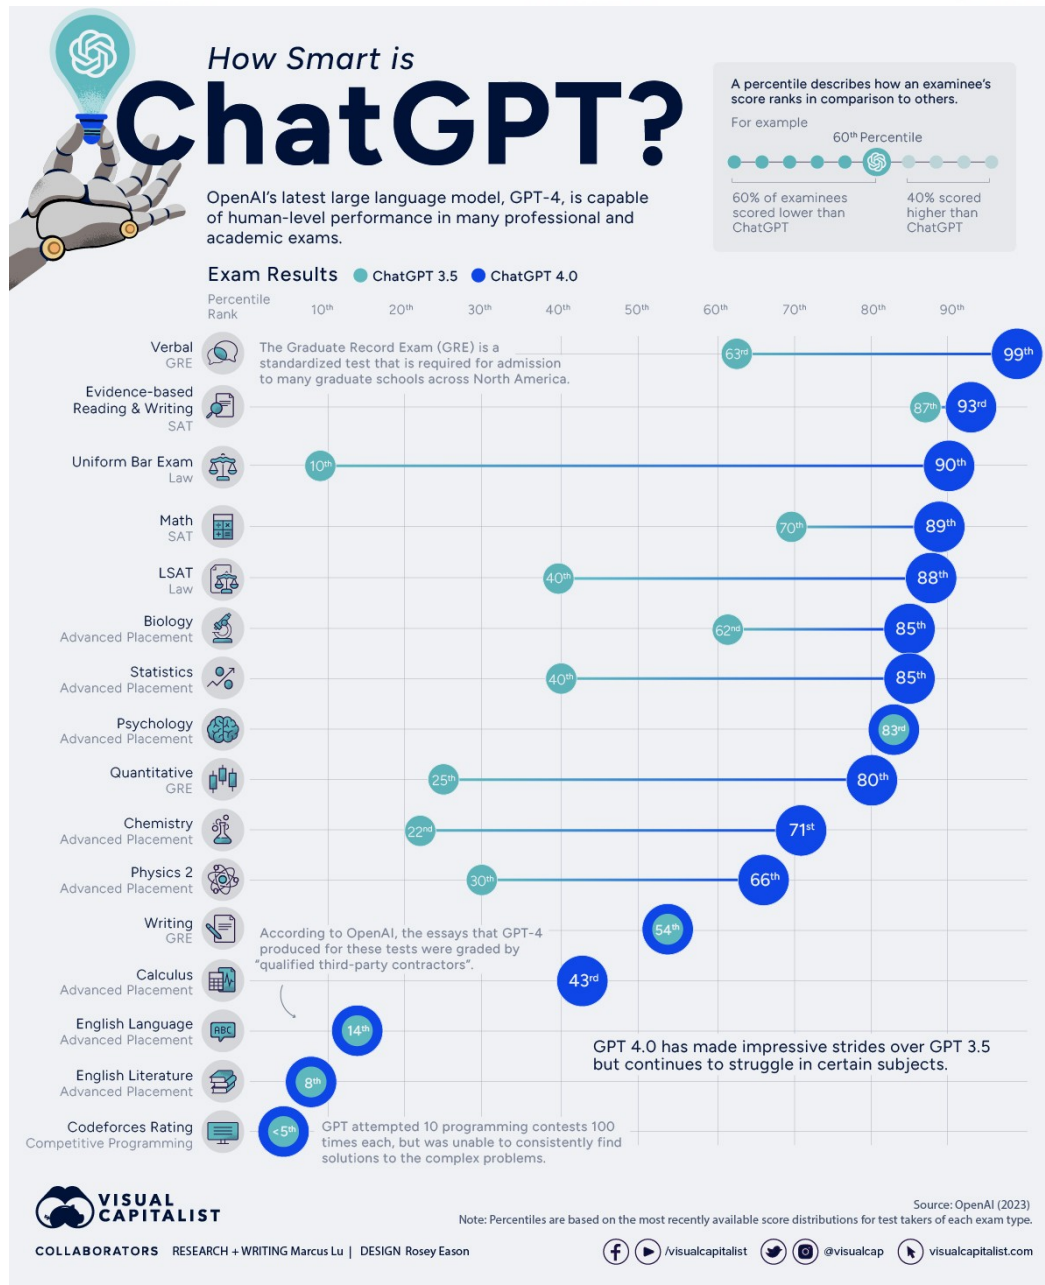 How Smart is
ChatGPT?
OpenAI's latest large language model, GPT-4, is capable
of human-level performance in many professional and
academic exams.
A percentile describes how an examinee's
score ranks in comparison to others.
For example
60th Percentile
60% of examinees
scored lower than
ChatGPT
40% scored
higher than
ChatGPT
Exam Results ChatGPT 3.5 ChatGPT 4.0
Percentile
Rank
10th 20th 30th 40th 50th 60th 70th 80th 90th
Verbal
GRE
The Graduate Record Exam (GRE) is a
standardized test that is required for admission
to many graduate schools across North America.
63rd 99th
Evidence-based
Reading & Writing
SAT
87th 93rd
Uniform Bar Exam
Law
10th 90th
Math
SAT
70th 89th
LSAT
Law
40th 88th
Biology
Advanced Placement
62nd 85th
Statistics
Advanced Placement
40th 85th
Psychology
Advanced Placement
83rd
Quantitative
GRE
25th 80th
Chemistry
Advanced Placement
22nd 71st
Physics 2
Advanced Placement
30th 66th
Writing
GRE
54th
According to OpenAI, the essays that GPT-4
produced for these tests were graded by
"qualified third-party contractors".
Calculus
Advanced Placement
43rd
English Language
Advanced Placement
ABC
14th
GPT 4.0 has made impressive strides over GPT 3.5
but continues to struggle in certain subjects.
English Literature
Advanced Placement
8th
Codeforces Rating
Competitive Programming
<5th
GPT attempted 10 programming contests 100
times each, but was unable to consistently find
solutions to the complex problems.
VISUAL
CAPITALIST
Source: OpenAI (2023)
Note: Percentiles are based on the most recently available score distributions for test takers of each exam type.
COLLABORATORS RESEARCH + WRITING Marcus Lu | DESIGN Rosey Eason
/visualcapitalist @visualcap visualcapitalist.com